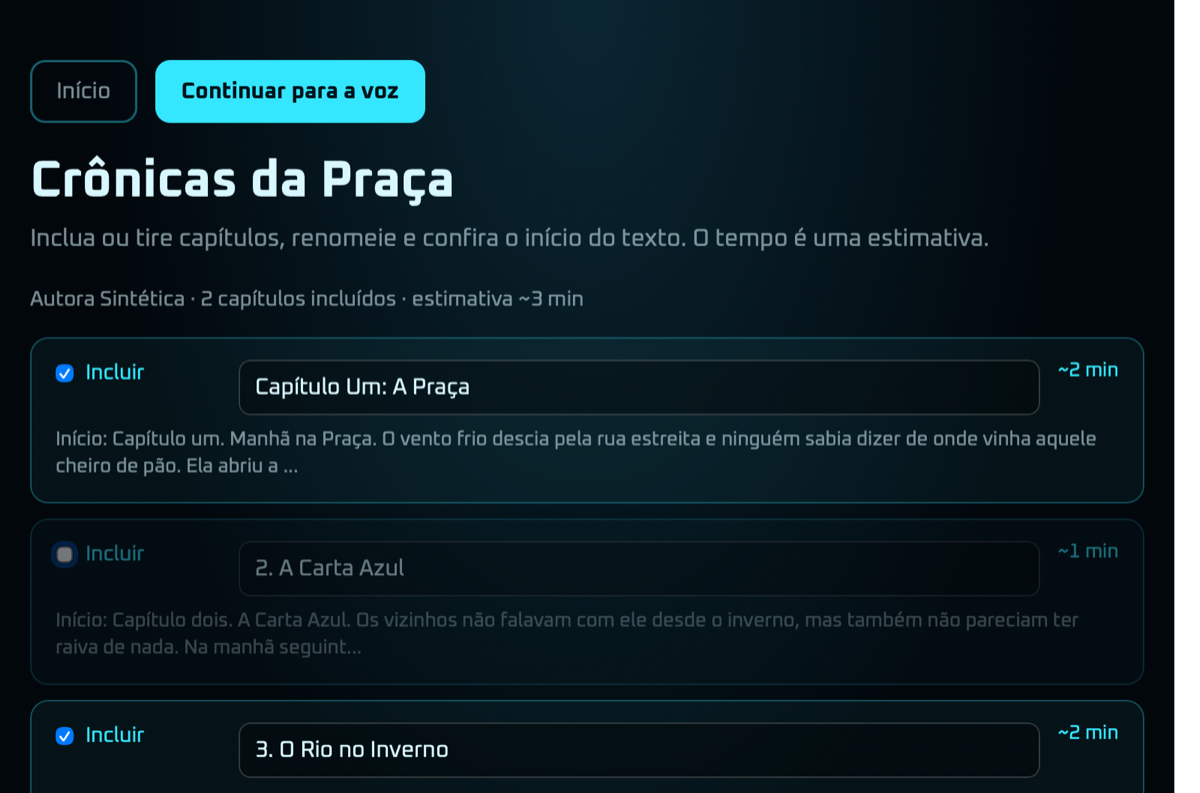 Início
Continuar para a voz
Crônicas da Praça
Inclua ou tire capítulos, renomeie e confira o início do texto. O tempo é uma estimativa.
Autora Sintética · 2 capítulos incluídos · estimativa ~3 min
Incluir
Capítulo Um: A Praça
~2 min
Início: Capítulo um. Manhã na Praça. O vento frio descia pela rua estreita e ninguém sabia dizer de onde vinha aquele
cheiro de pão. Ela abriu a ...
Incluir
2. A Carta Azul
~1 min
Início: Capítulo dois. A Carta Azul. Os vizinhos não falavam com ele desde o inverno, mas também não pareciam ter
raiva de nada. Na manhã seguint...
Incluir
3. O Rio no Inverno
~2 min